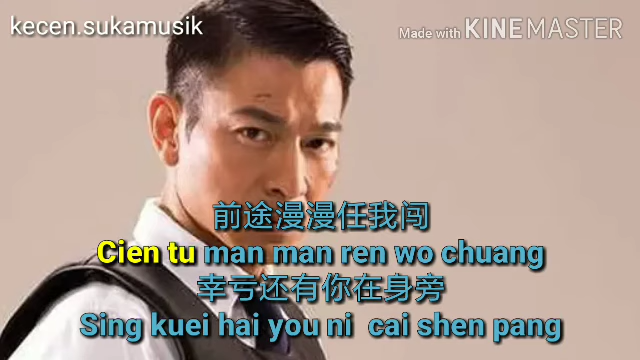 kecen.sukamusik
Made with KINEMASTER
前途漫漫任我闯
Cien tu man man ren wo chuang
幸亏还有你在身旁
Sing kuei hai you ni cai shen pang